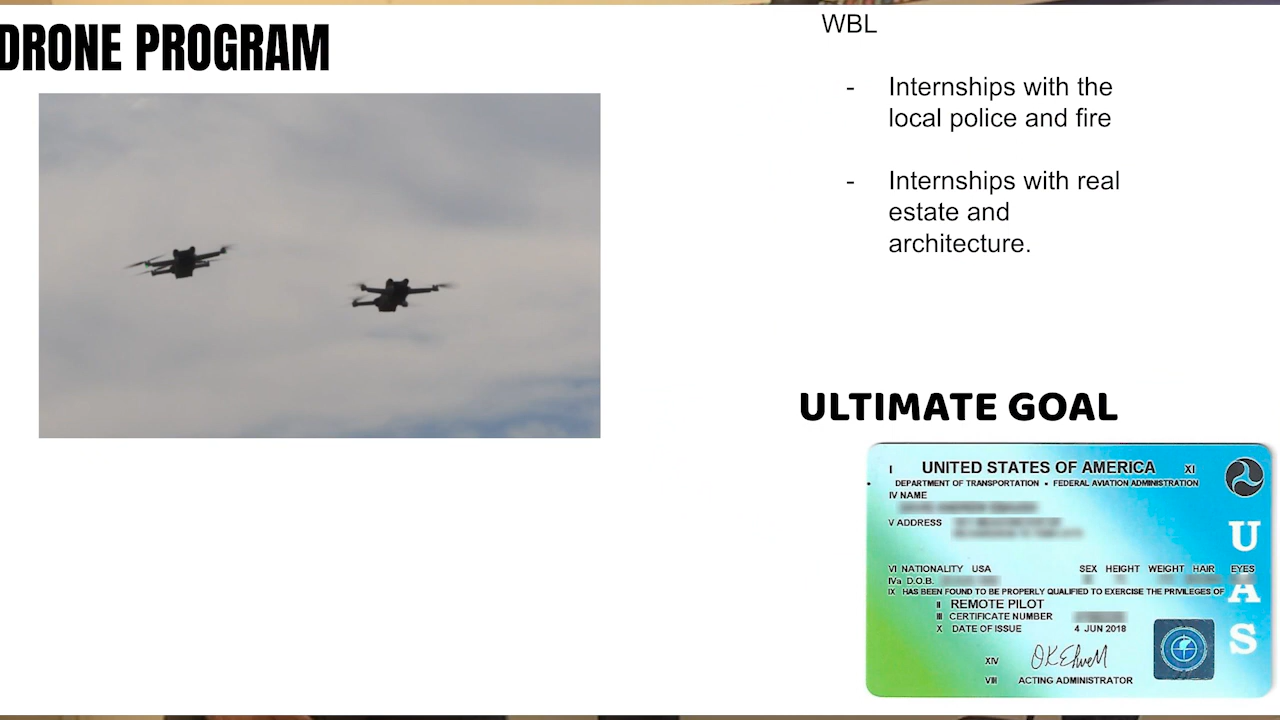 DRONE PROGRAM
WBL
- Internships with the
local police and fire
- Internships with real
estate and
architecture.
ULTIMATE GOAL
I UNITED STATES OF AMERICA XI
DEPARTMENT OF TRANSPORTATION • FEDERAL AVIATION ADMINISTRATION
IV NAME
V ADDRESS
VI NATIONALITY USA SEX HEIGHT WEIGHT HAIR EYES
IVa D.O.B.
IX HAS BEEN FOUND TO BE PROPERLY QUALIFIED TO EXERCISE THE PRIVILEGES OF
II REMOTE PILOT
III CERTIFICATE NUMBER
X DATE OF ISSUE 4 JUN 2018
XIV
VIII ACTING ADMINISTRATOR
UAS